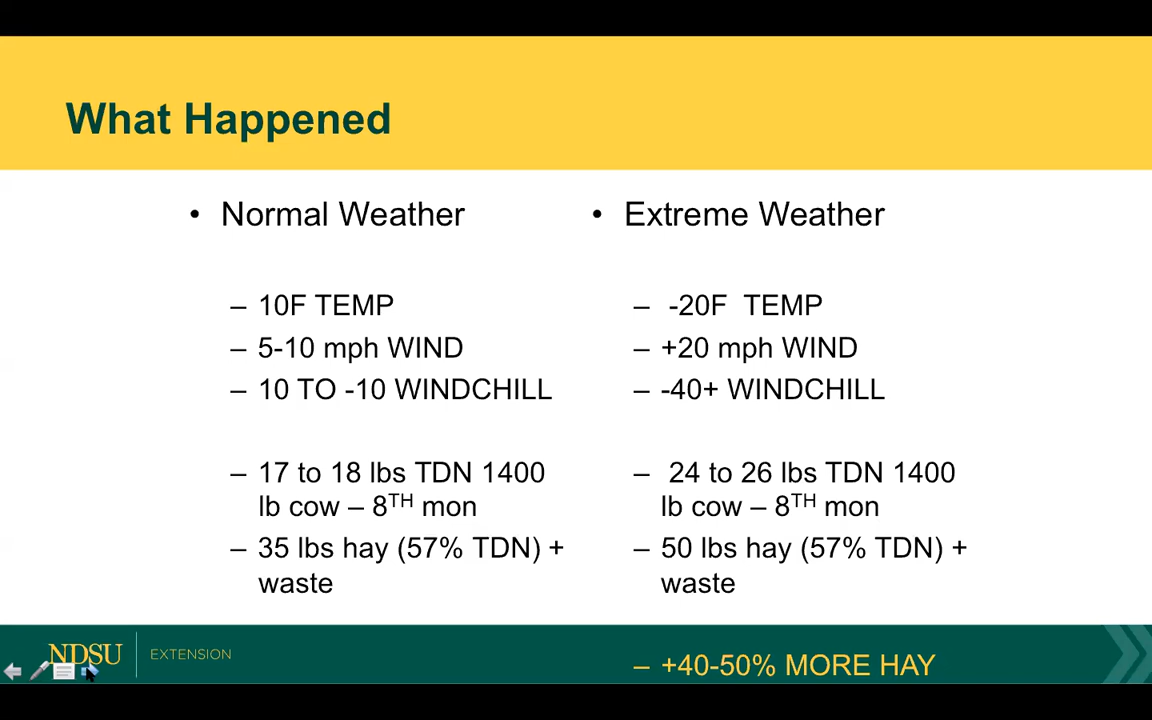 What Happened
• Normal Weather
– 10F TEMP
– 5-10 mph WIND
– 10 TO -10 WINDCHILL
– 17 to 18 lbs TDN 1400
lb cow – 8TH mon
– 35 lbs hay (57% TDN) +
waste
• Extreme Weather
– -20F TEMP
– +20 mph WIND
– -40+ WINDCHILL
– 24 to 26 lbs TDN 1400
lb cow – 8TH mon
– 50 lbs hay (57% TDN) +
waste
– +40-50% MORE HAY
NDSU EXTENSION